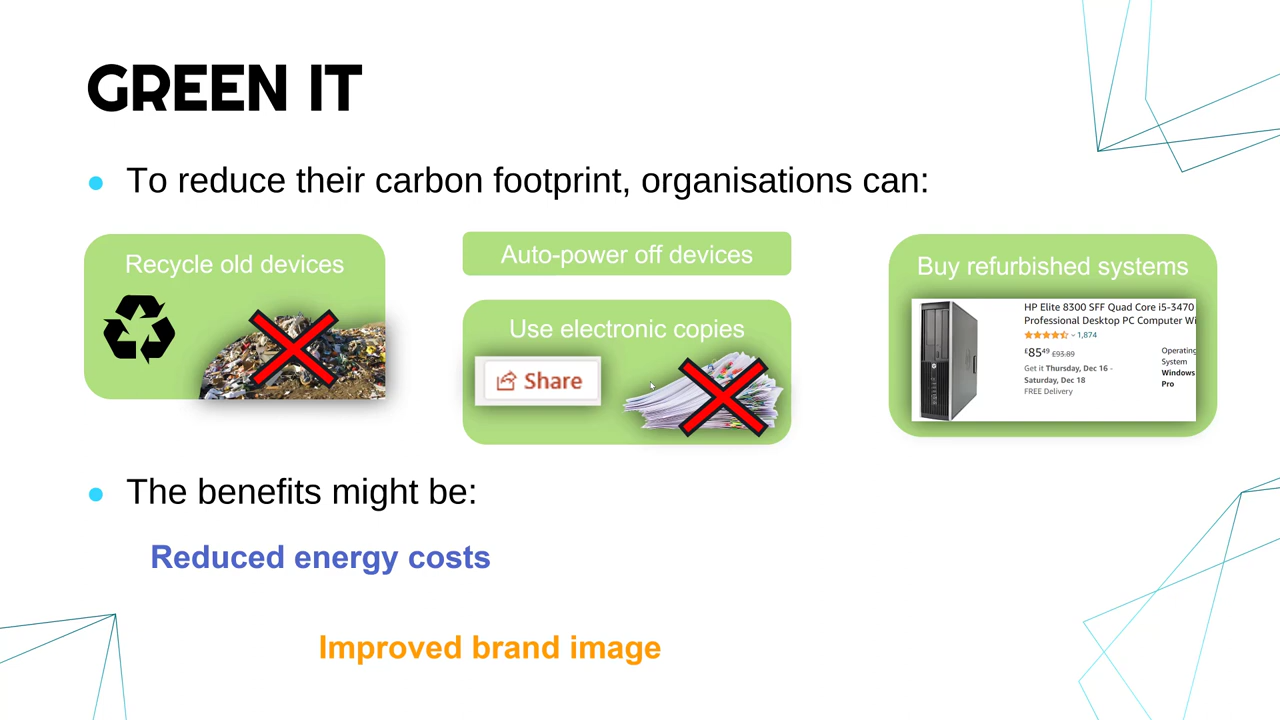 GREEN IT
To reduce their carbon footprint, organisations can:
Recycle old devices
Auto-power off devices
Use electronic copies
Share
Buy refurbished systems
HP Elite 8300 SFF Quad Core i5-3470
Professional Desktop PC Computer Wi
1,874
£85.49 £93.89
Get it Thursday, Dec 16 -
Saturday, Dec 18
FREE Delivery
Operating
System
Windows
Pro
The benefits might be:
Reduced energy costs
Improved brand image